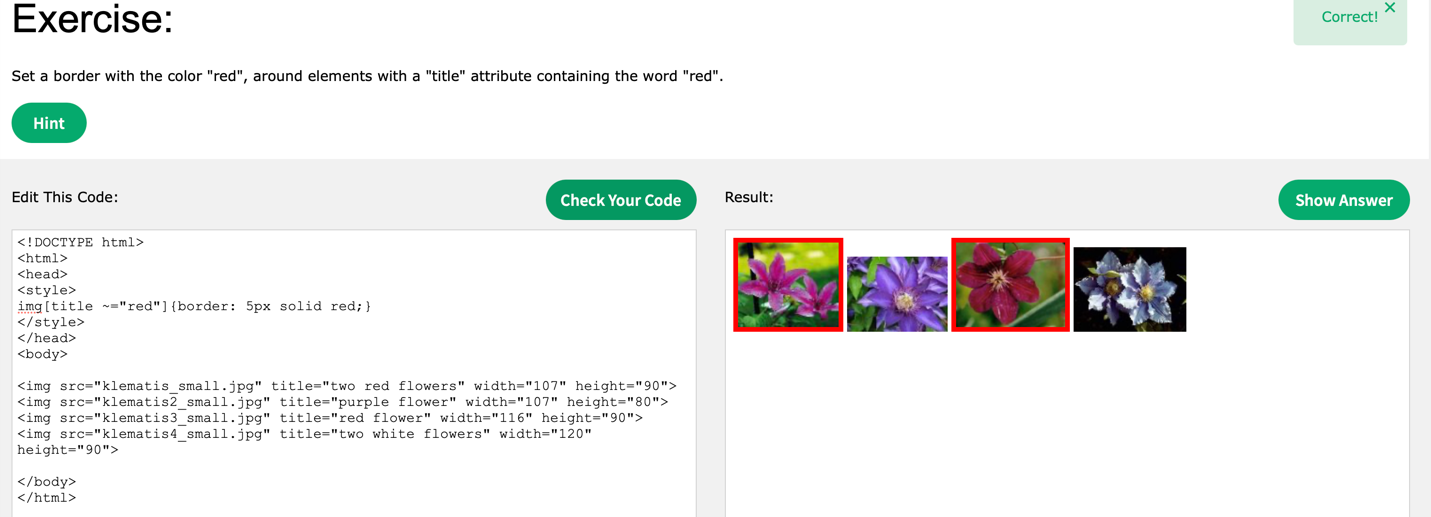 Exercise:
Correct! ×
Set a border with the color "red", around elements with a "title" attribute containing the word "red".
Hint
Edit This Code:
Check Your Code
Result:
Show Answer
<!DOCTYPE html>
<html>
<head>
<style>
img[title ~="red"]{border: 5px solid red;}
</style>
</head>
<body>
<img src="klematis_small.jpg" title="two red flowers" width="107" height="90">
<img src="klematis2_small.jpg" title="purple flower" width="107" height="80">
<img src="klematis3_small.jpg" title="red flower" width="116" height="90">
<img src="klematis4_small.jpg" title="two white flowers" width="120"
height="90">
</body>
</html>